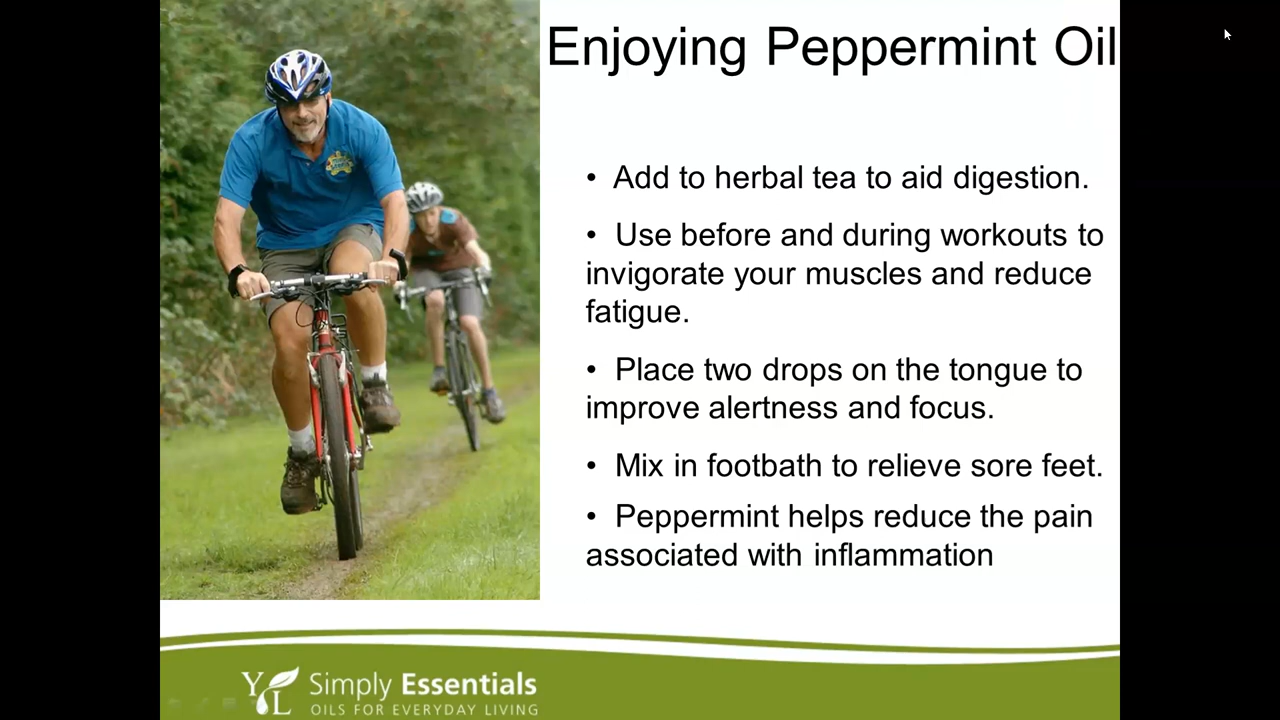 Enjoying Peppermint Oil
• Add to herbal tea to aid digestion.
• Use before and during workouts to
invigorate your muscles and reduce
fatigue.
• Place two drops on the tongue to
improve alertness and focus.
• Mix in footbath to relieve sore feet.
• Peppermint helps reduce the pain
associated with inflammation
YL Simply Essentials
OILS FOR EVERYDAY LIVING